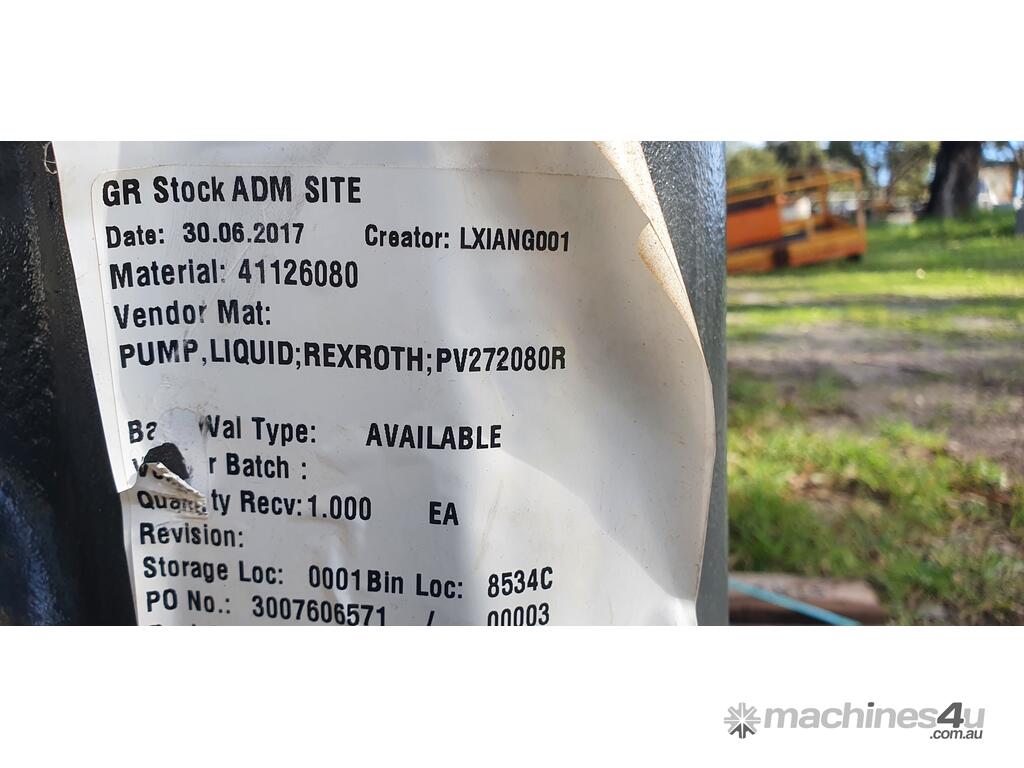 GR Stock ADM SITE
Date: 30.06.2017 Creator: LXIANG001
Material: 41126080
Vendor Mat:
PUMP,LIQUID;REXROTH;PV272080R
Val Type: AVAILABLE
Batch :
Quantity Recv: 1.000 EA
Revision:
Storage Loc: 0001 Bin Loc: 8534C
PO No.: 3007606571 / 00003
machines4u
.com.au